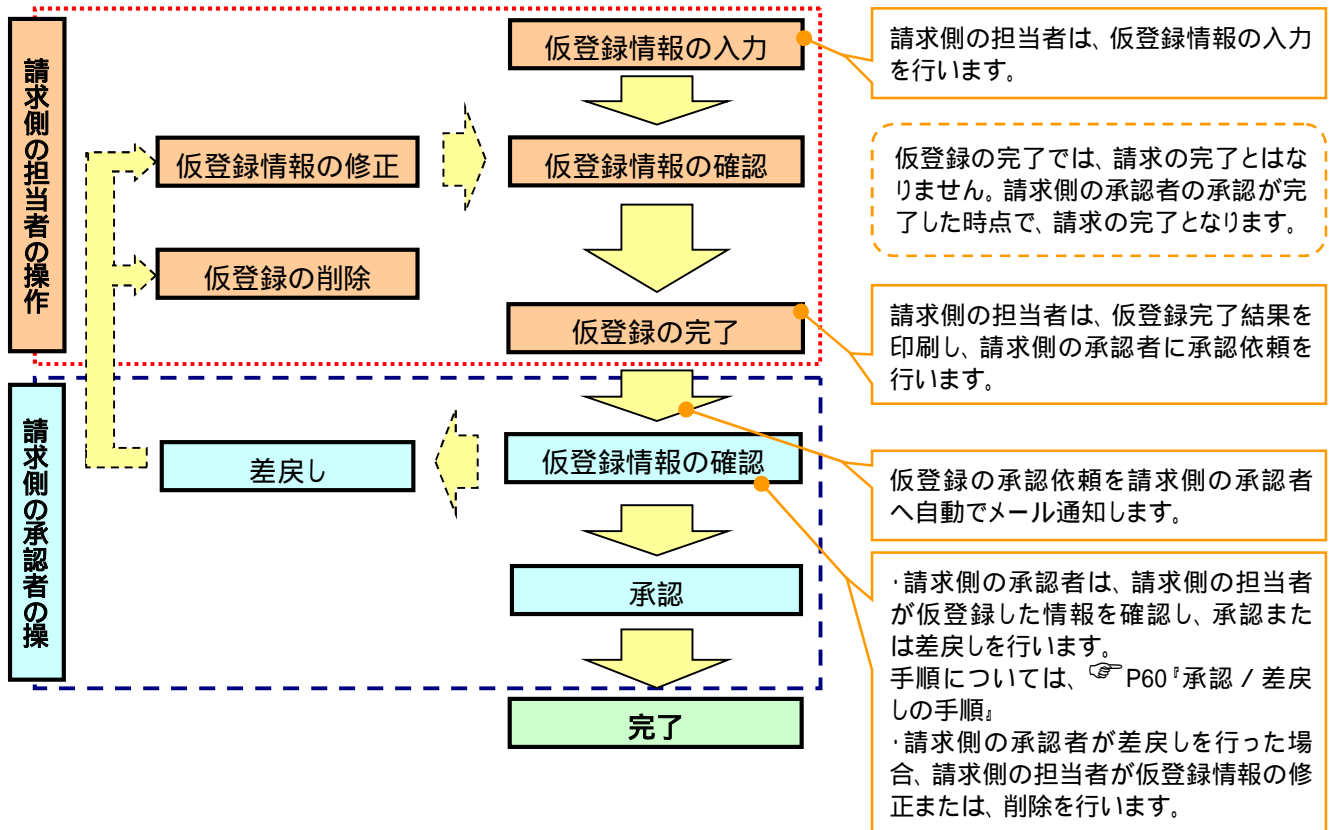 請求側の担当者の操作
仮登録情報の入力
仮登録情報の修正
仮登録情報の確認
仮登録の削除
仮登録の完了
請求側の承認者の操
差戻し
仮登録情報の確認
承認
完了
請求側の担当者は、仮登録情報の入力
を行います。
仮登録の完了では、請求の完了とはな
りません。請求側の承認者の承認が完
了した時点で、請求の完了となります。
請求側の担当者は、仮登録完了結果を
印刷し、請求側の承認者に承認依頼を
行います。
仮登録の承認依頼を請求側の承認者
へ自動でメール通知します。
・請求側の承認者は、請求側の担当者
が仮登録した情報を確認し、承認また
は差戻しを行います。
手順については、☞P60『承認 / 差戻
しの手順』
・請求側の承認者が差戻しを行った場
合、請求側の担当者が仮登録情報の修
正または、削除を行います。